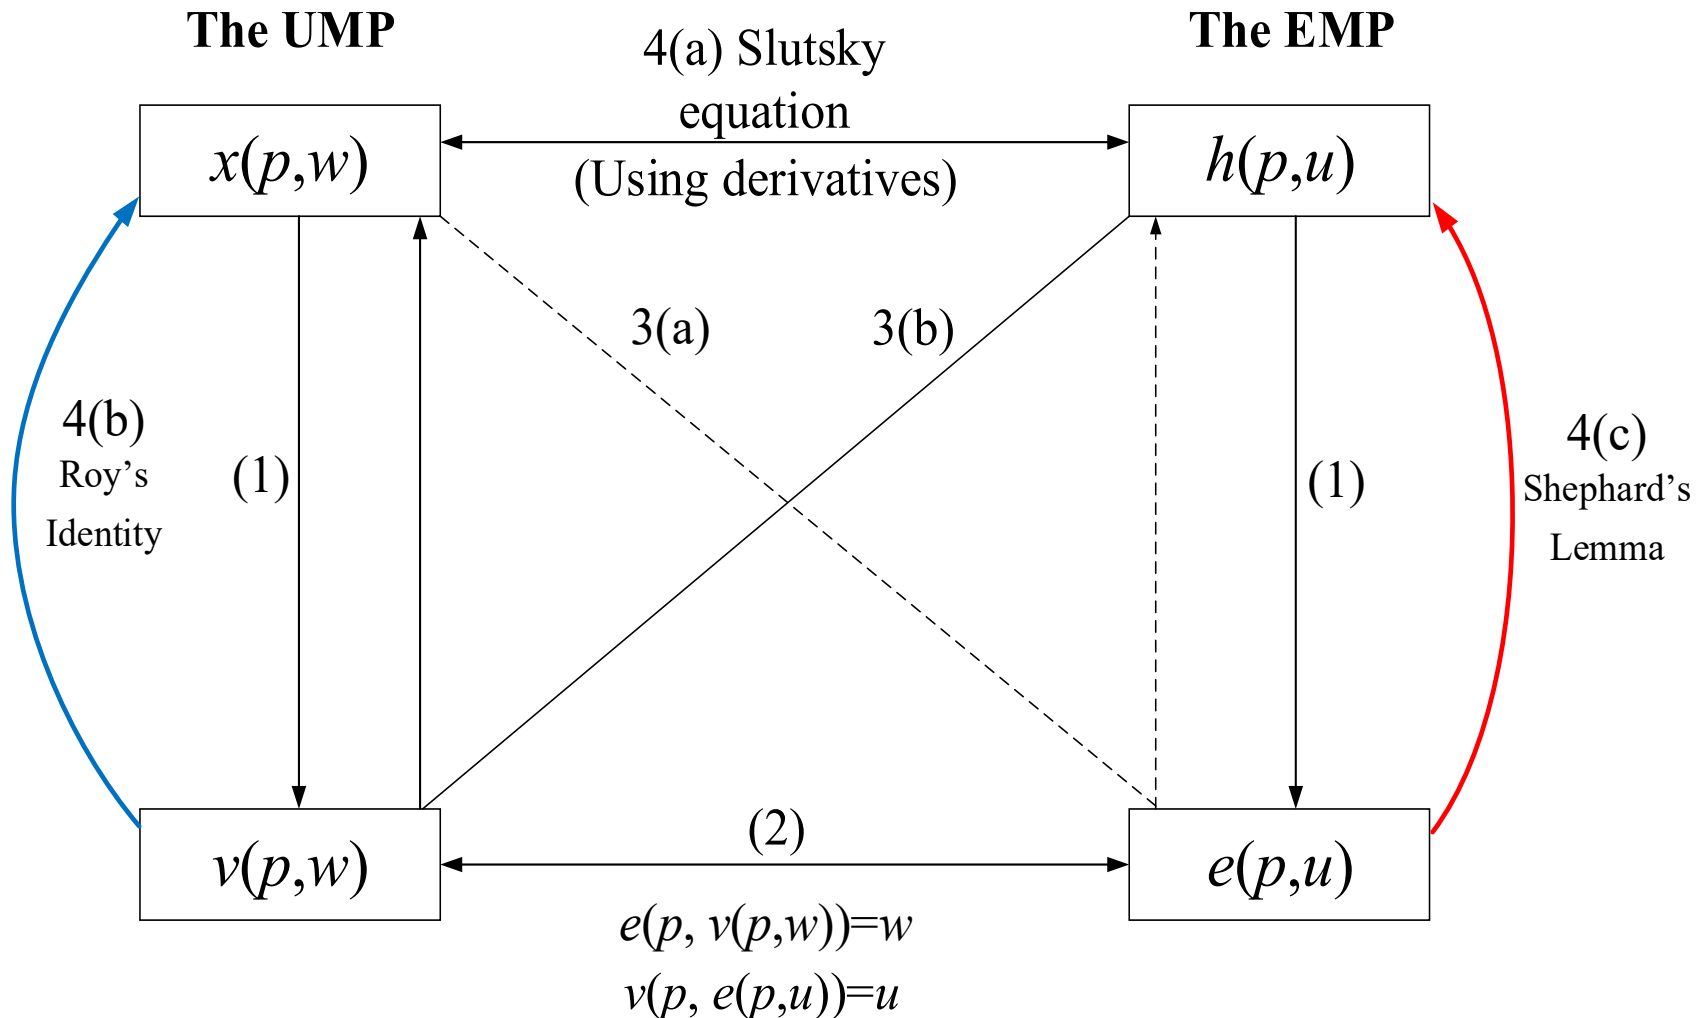 The UMP
The EMP
4(a) Slutsky
equation
(Using derivatives)
x(p,w)
h(p,u)
3(a)
3(b)
4(b)
Roy’s
Identity
(1)
(1)
4(c)
Shephard’s
Lemma
(2)
v(p,w)
e(p,u)
e(p, v(p,w))=w
v(p, e(p,u))=u